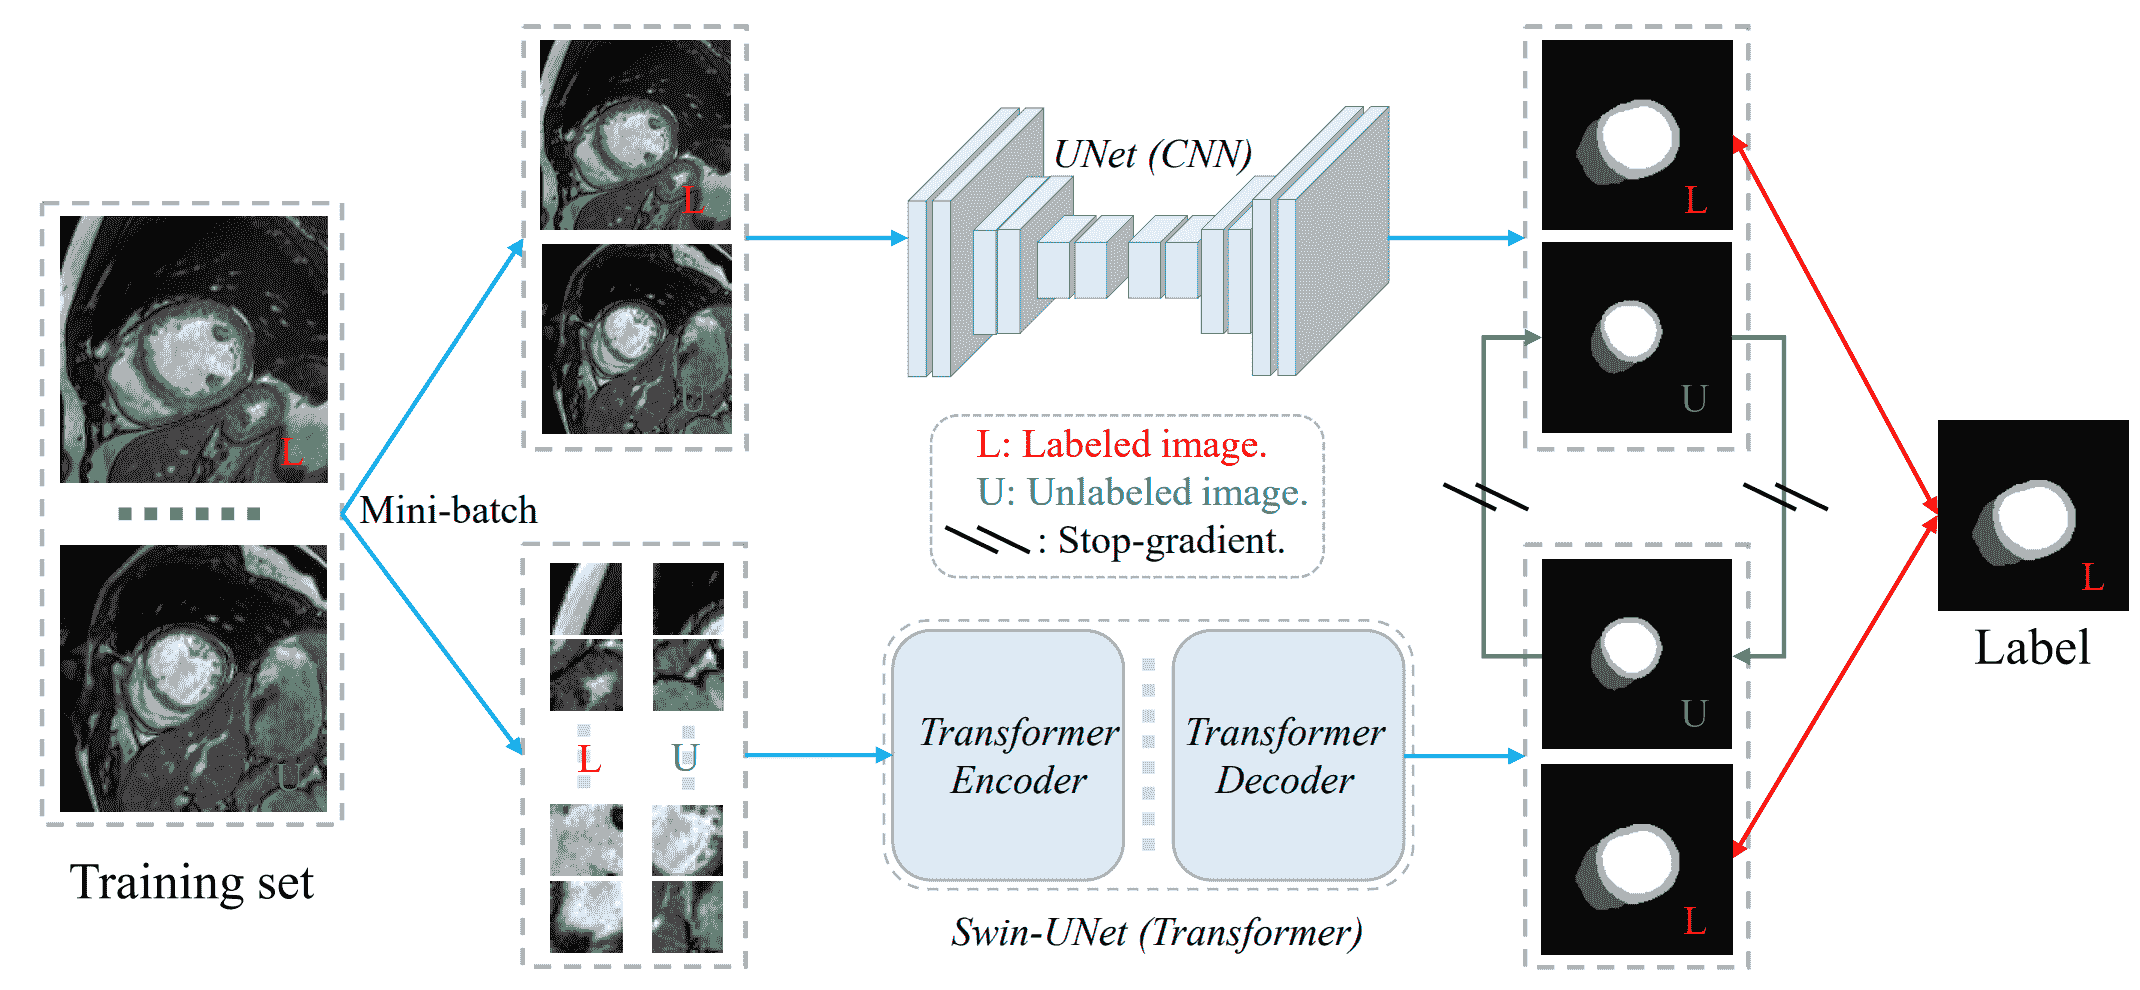 L
U
Training set
Mini-batch
L
U
L
U
UNet (CNN)
L: Labeled image.
U: Unlabeled image.
: Stop-gradient.
Transformer
Encoder
Transformer
Decoder
Swin-UNet (Transformer)
L
U
U
L
L
Label